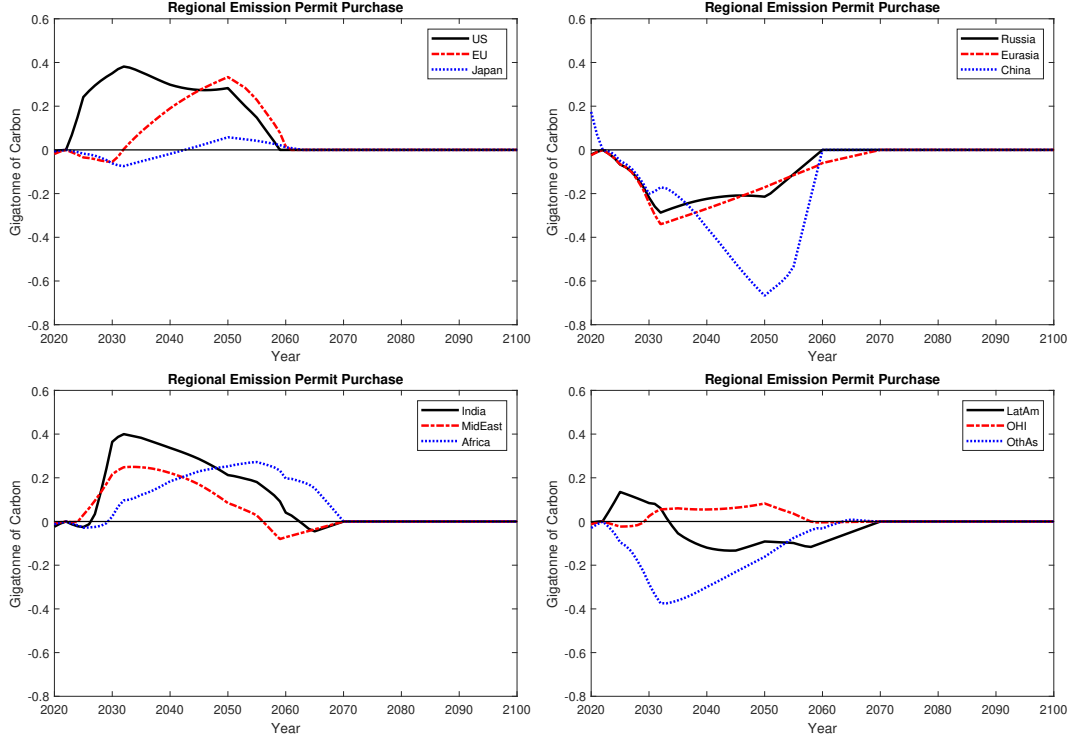 Regional Emission Permit Purchase
0.6
0.4
0.2
0
-0.2
-0.4
-0.6
-0.8
Gigatonne of Carbon
US
EU
Japan
2020 2030 2040 2050 2060 2070 2080 2090 2100
Year
Regional Emission Permit Purchase
0.6
0.4
0.2
0
-0.2
-0.4
-0.6
-0.8
Gigatonne of Carbon
Russia
Eurasia
China
2020 2030 2040 2050 2060 2070 2080 2090 2100
Year
Regional Emission Permit Purchase
0.6
0.4
0.2
0
-0.2
-0.4
-0.6
-0.8
Gigatonne of Carbon
India
MidEast
Africa
2020 2030 2040 2050 2060 2070 2080 2090 2100
Year
Regional Emission Permit Purchase
0.6
0.4
0.2
0
-0.2
-0.4
-0.6
-0.8
Gigatonne of Carbon
LatAm
OHI
OthAs
2020 2030 2040 2050 2060 2070 2080 2090 2100
Year